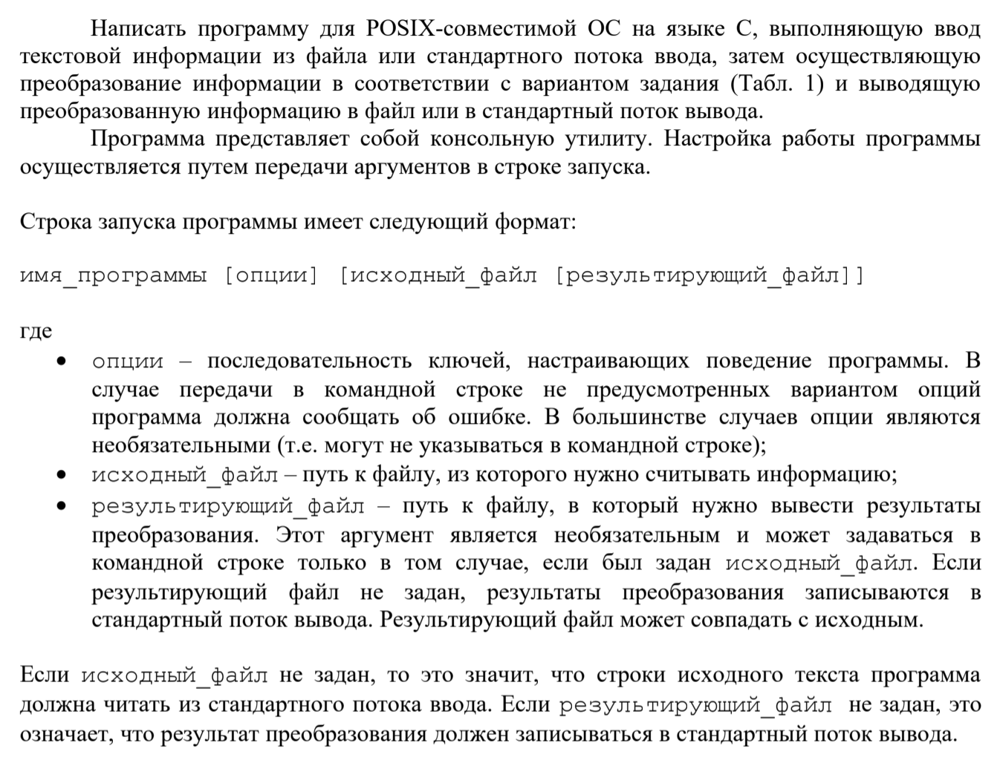 Написать программу для POSIX-совместимой ОС на языке С, выполняющую ввод
текстовой информации из файла или стандартного потока ввода, затем осуществляющую
преобразование информации в соответствии с вариантом задания (Табл. 1) и выводящую
преобразованную информацию в файл или в стандартный поток вывода.
Программа представляет собой консольную утилиту. Настройка работы программы
осуществляется путем передачи аргументов в строке запуска.
Строка запуска программы имеет следующий формат:
имя_программы [опции] [исходный_файл [результирующий_файл]]
где
• опции – последовательность ключей, настраивающих поведение программы. В
случае передачи в командной строке не предусмотренных вариантом опций
программа должна сообщать об ошибке. В большинстве случаев опции являются
необязательными (т.е. могут не указываться в командной строке);
• исходный_файл – путь к файлу, из которого нужно считывать информацию;
• результирующий_файл – путь к файлу, в который нужно вывести результаты
преобразования. Этот аргумент является необязательным и может задаваться в
командной строке только в том случае, если был задан исходный_файл. Если
результирующий файл не задан, результаты преобразования записываются в
стандартный поток вывода. Результирующий файл может совпадать с исходным.
Если исходный_файл не задан, то это значит, что строки исходного текста программа
должна читать из стандартного потока ввода. Если результирующий_файл не задан, это
означает, что результат преобразования должен записываться в стандартный поток вывода.